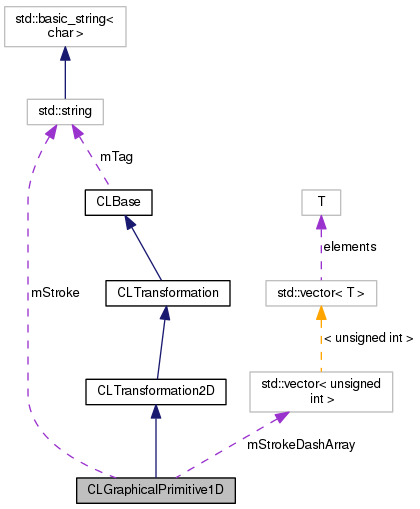 std::basic_string<
char >
std::string
mTag
CLBase
T
elements
mStroke
CLTransformation
std::vector< T >
< unsigned int >
CLTransformation2D
std::vector< unsigned
int >
mStrokeDashArray
CLGraphicalPrimitive1D